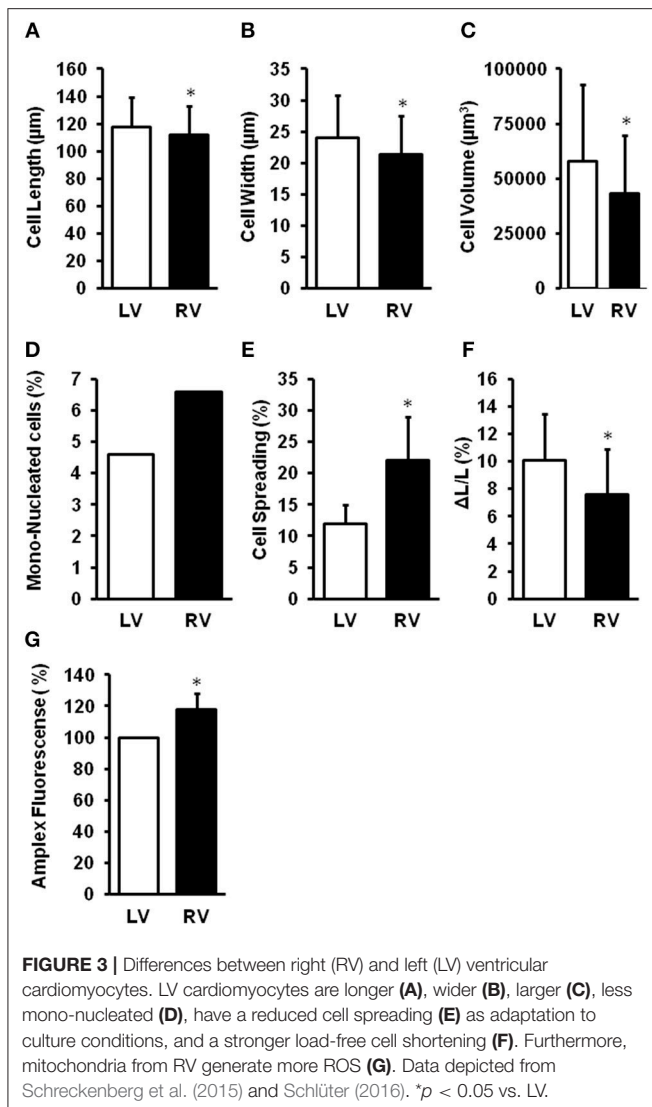 A
B
C
160
140
120
100
80
60
40
20
0
Cell Length (µm)
*
LV
RV
35
30
25
20
15
10
5
0
Cell Width (µm)
*
LV
RV
100000
75000
50000
25000
0
Cell Volume (µm³)
*
LV
RV
D
E
F
7
6
5
4
3
2
1
0
Mono-Nucleated cells (%)
LV
RV
35
30
25
20
15
10
5
0
Cell Spreading (%)
*
LV
RV
16
14
12
10
8
6
4
2
0
ΔL/L (%)
*
LV
RV
G
140
120
100
80
60
40
20
0
Amplex Fluorescense ( %)
*
LV
RV
FIGURE 3 | Differences between right (RV) and left (LV) ventricular
cardiomyocytes. LV cardiomyocytes are longer (A), wider (B), larger (C), less
mono-nucleated (D), have a reduced cell spreading (E) as adaptation to
culture conditions, and a stronger load-free cell shortening (F). Furthermore,
mitochondria from RV generate more ROS (G). Data depicted from
Schreckenberg et al. (2015) and Schlüter (2016). *p < 0.05 vs. LV.